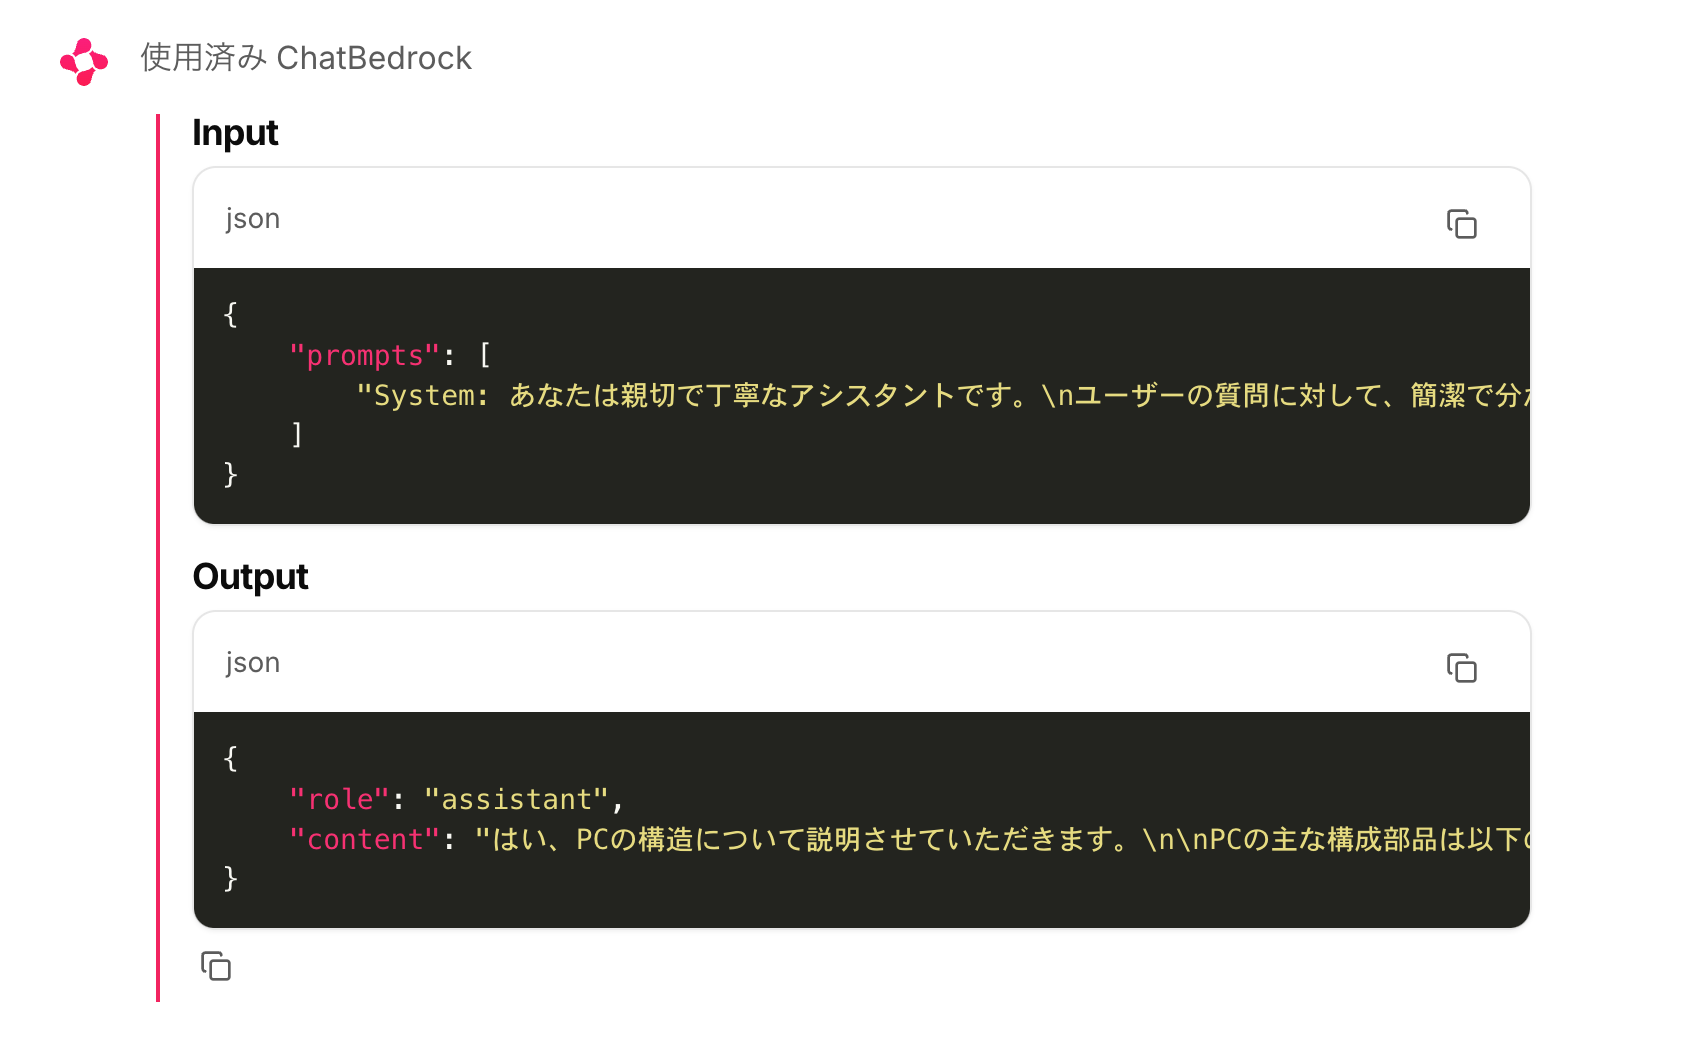 使用済み ChatBedrock
Input
json
{
"prompts": [
"System: あなたは親切で丁寧なアシスタントです。\nユーザーの質問に対して、簡潔で分
]
}
Output
json
{
"role": "assistant",
"content": "はい、PCの構造について説明させていただきます。\n\nPCの主な構成部品は以下
}